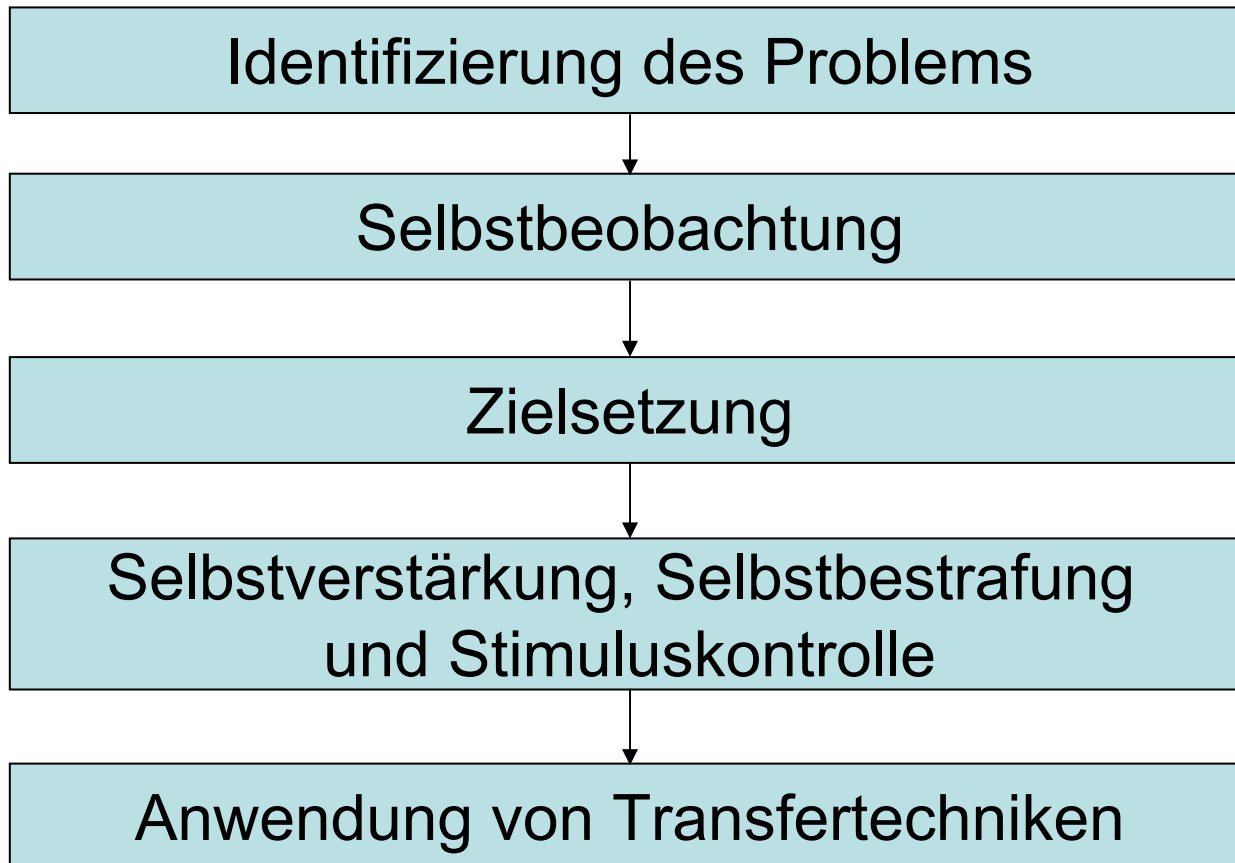 Identifizierung des Problems
Selbstbeobachtung
Zielsetzung
Selbstverstärkung, Selbstbestrafung
und Stimuluskontrolle
Anwendung von Transfertechniken